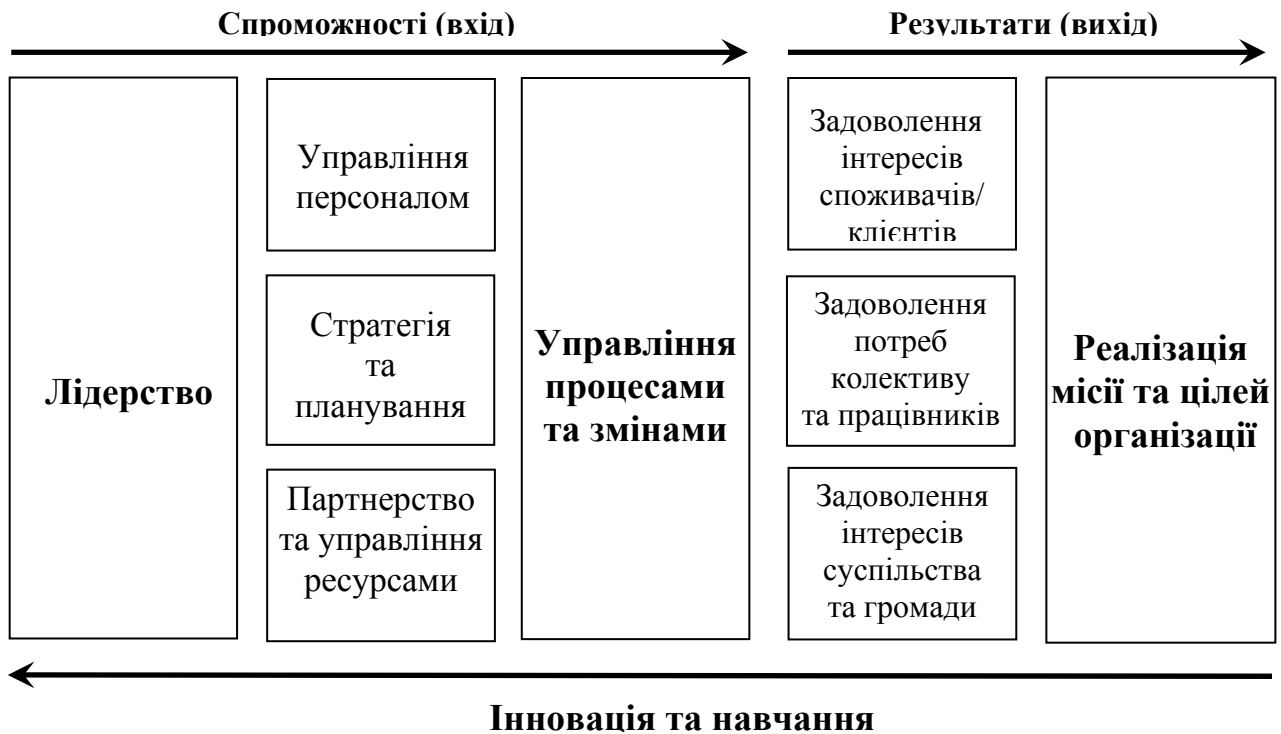 Спроможності (вхід)
Результати (вихід)
Лідерство
Управління
персоналом
Стратегія
та
планування
Партнерство
та управління
ресурсами
Управління
процесами
та змінами
Задоволення
інтересів
споживачів/
клієнтів
Задоволення
потреб
колективу
та працівників
Задоволення
інтересів
суспільства
та громади
Реалізація
місії та цілей
організації
Інновація та навчання